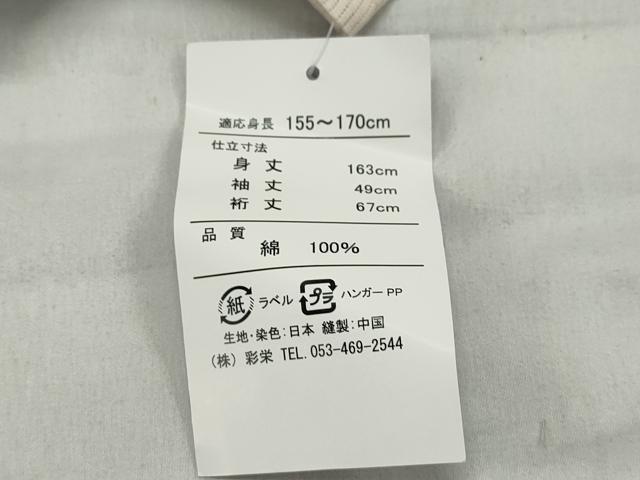 適応身長 155～170cm
仕立寸法
身丈 163cm
袖丈 49cm
裄丈 67cm
品質
綿 100%
紙 ラベル プラ ハンガー PP
生地・染色:日本 縫製:中国
(株) 彩栄 TEL. 053-469-2544